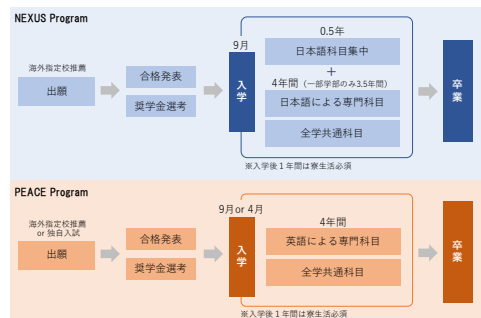 NEXUS Program
海外指定校推薦
出願
合格発表
奨学金選考
9月
入学
0.5年
日本語科目集中
＋
4年間（一部学部のみ3.5年間）
日本語による専門科目
全学共通科目
卒業
※入学後１年間は寮生活必須
PEACE Program
海外指定校推薦
or 独自入試
出願
合格発表
奨学金選考
9月or 4月
入学
4年間
英語による専門科目
全学共通科目
卒業
※入学後１年間は寮生活必須